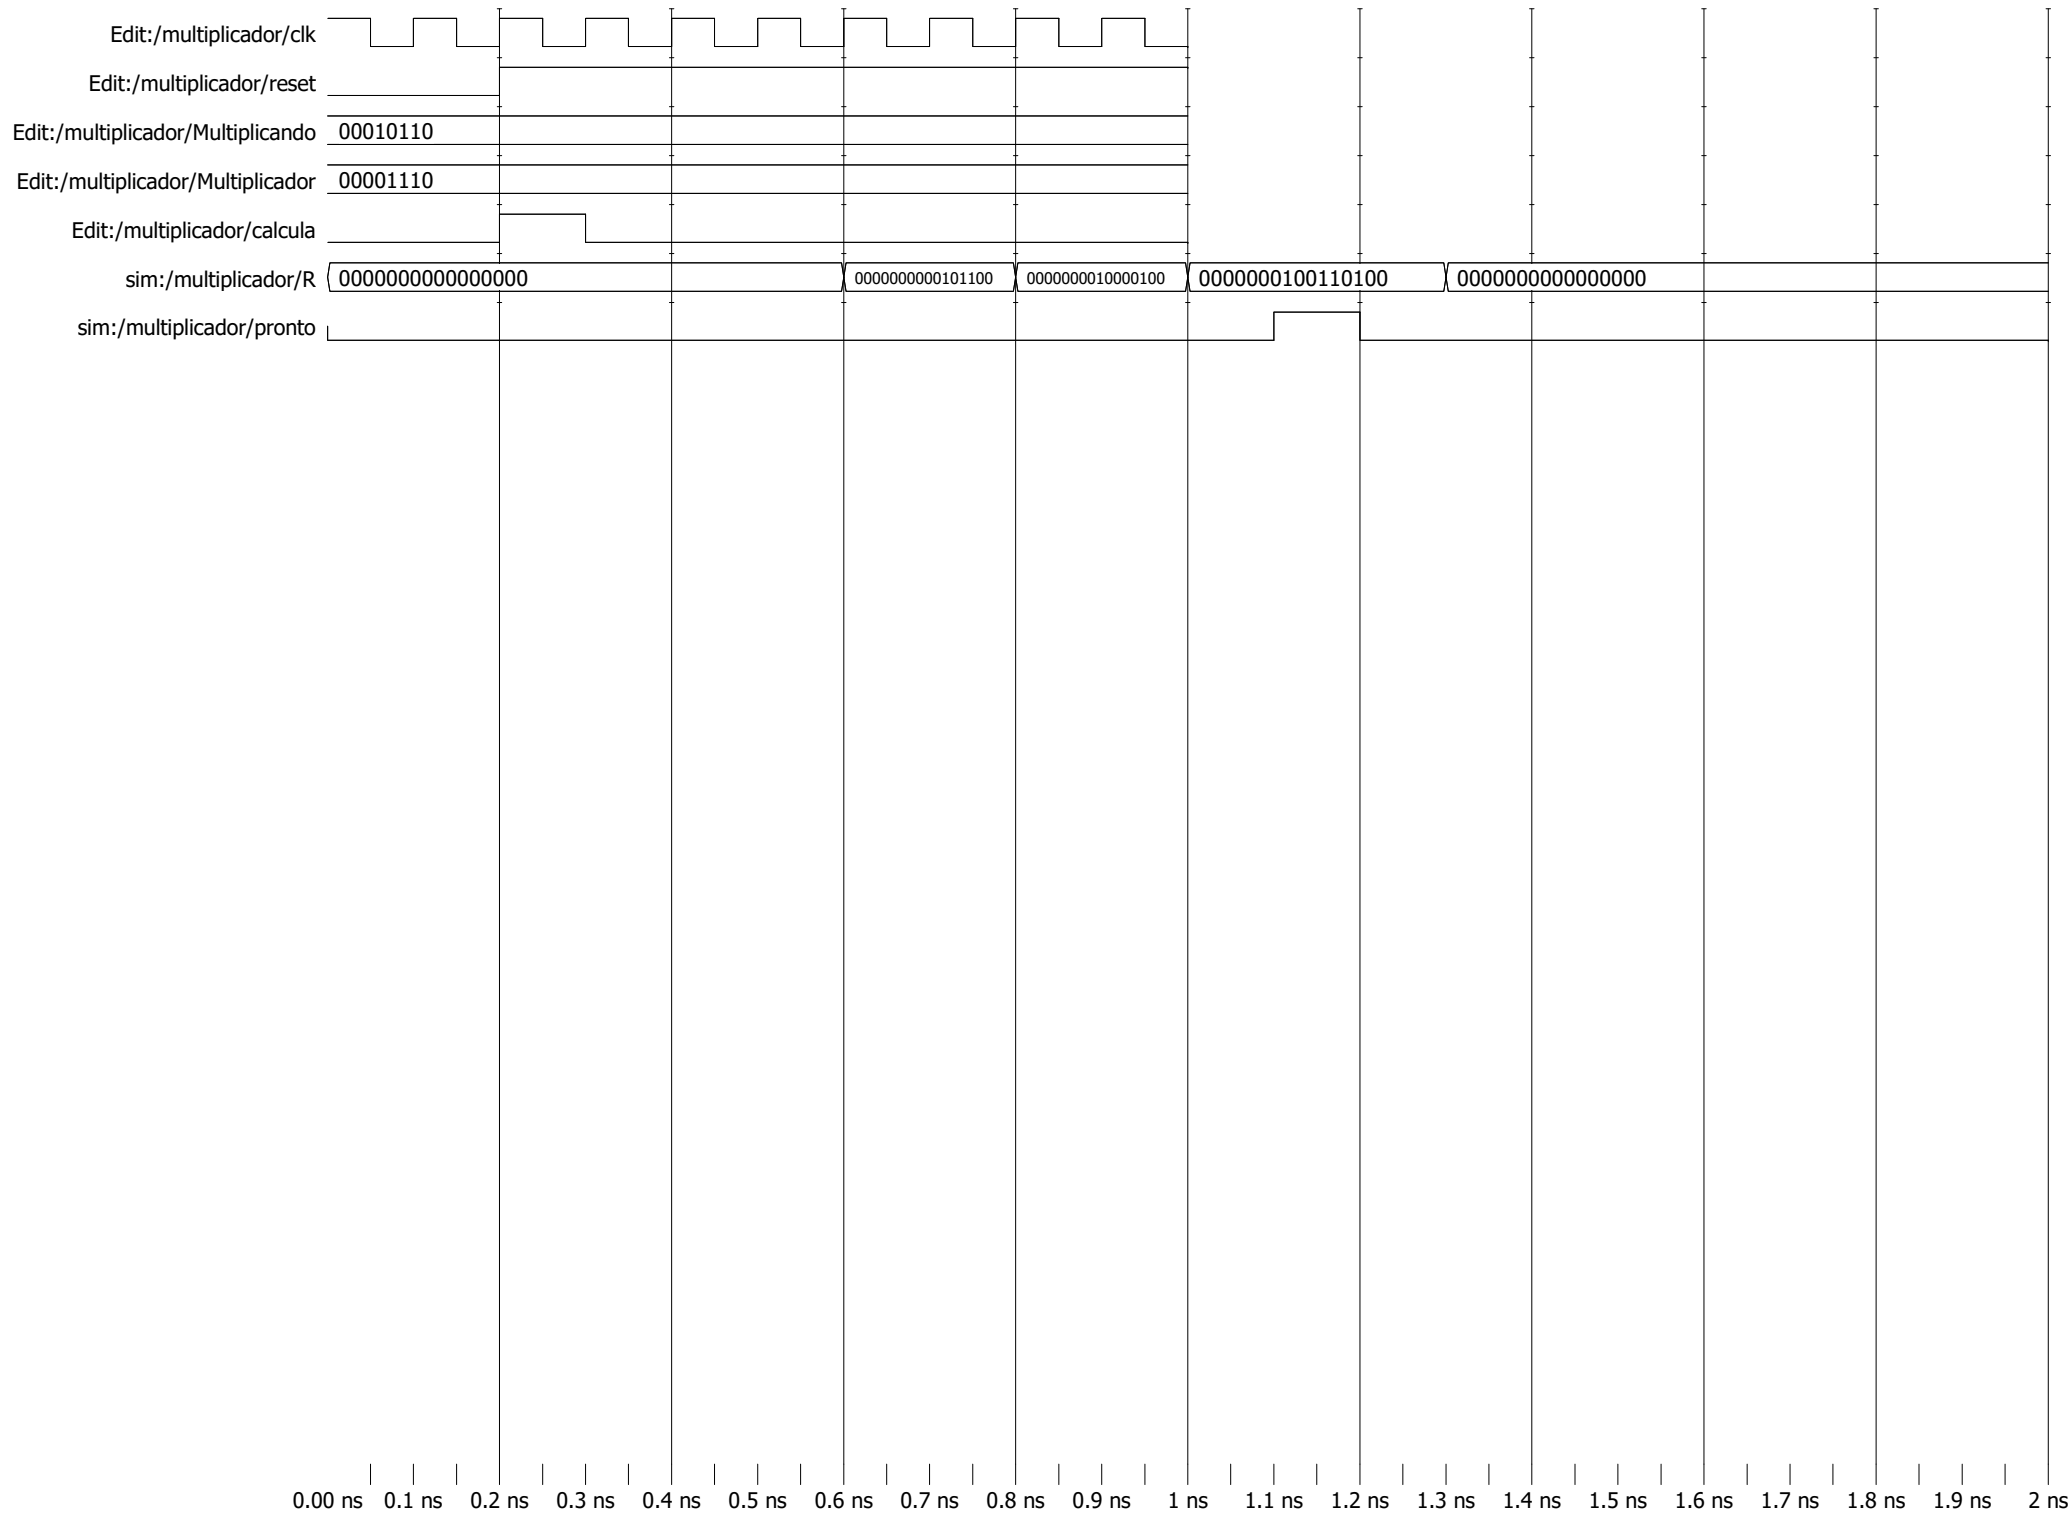 Edit:/multiplicador/clk
Edit:/multiplicador/reset
Edit:/multiplicador/Multiplicando 00010110
Edit:/multiplicador/Multiplicador 00001110
Edit:/multiplicador/calcula
sim:/multiplicador/R 0000000000000000 0000000000101100 0000000010000100 0000000100110100 0000000000000000
sim:/multiplicador/pronto
0.00 ns 0.1 ns 0.2 ns 0.3 ns 0.4 ns 0.5 ns 0.6 ns 0.7 ns 0.8 ns 0.9 ns 1 ns 1.1 ns 1.2 ns 1.3 ns 1.4 ns 1.5 ns 1.6 ns 1.7 ns 1.8 ns 1.9 ns 2 ns